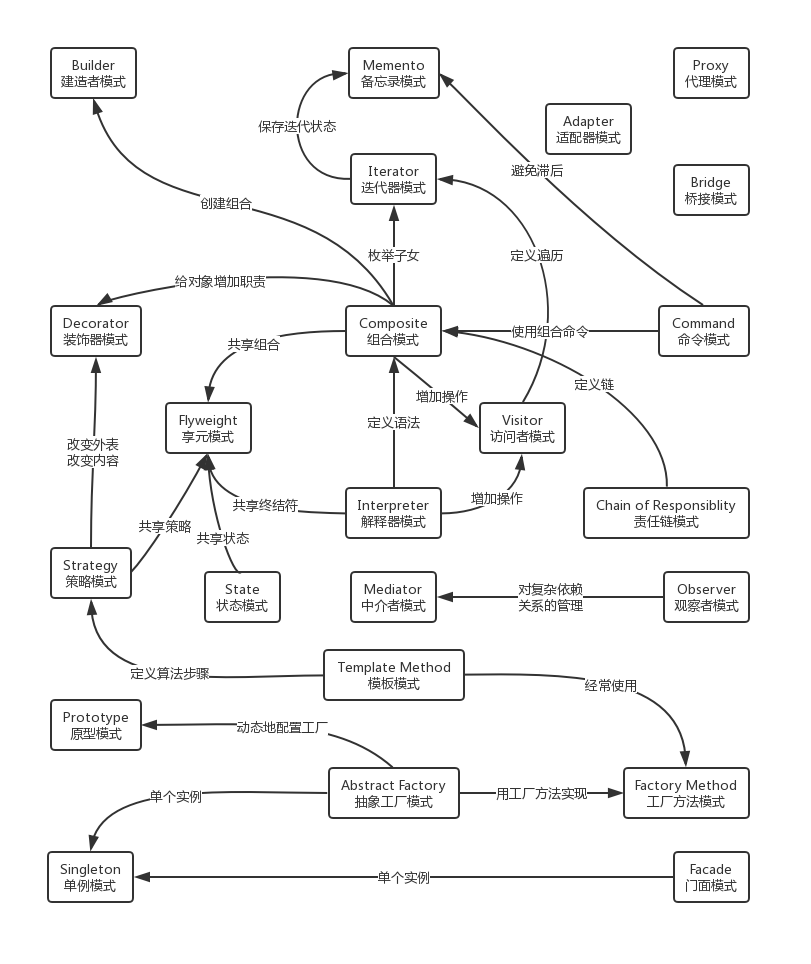 Builder
建造者模式
Memento
备忘录模式
Proxy
代理模式
Adapter
适配器模式
保存迭代状态
Iterator
迭代器模式
避免滞后
Bridge
桥接模式
创建组合
枚举子女
定义遍历
给对象增加职责
Decorator
装饰器模式
Composite
组合模式
使用组合命令
Command
命令模式
共享组合
定义链
增加操作
Flyweight
享元模式
定义语法
Visitor
访问者模式
改变外表
改变内容
共享终结符
Interpreter
解释器模式
增加操作
Chain of Responsiblity
责任链模式
共享策略
共享状态
Strategy
策略模式
State
状态模式
Mediator
中介者模式
对复杂依赖
关系的管理
Observer
观察者模式
定义算法步骤
Template Method
模板模式
经常使用
Prototype
原型模式
动态地配置工厂
单个实例
Abstract Factory
抽象工厂模式
用工厂方法实现
Factory Method
工厂方法模式
Singleton
单例模式
单个实例
Facade
门面模式